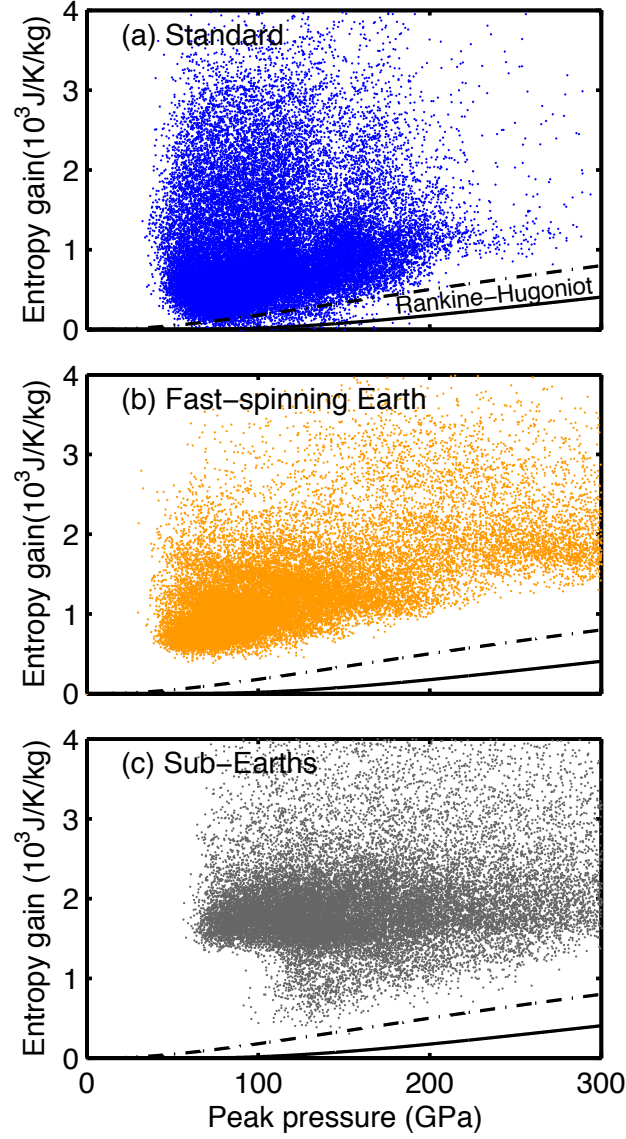 (a) Standard
4
3
2
1
0
Entropy gain(10³J/K/kg)
Rankine−Hugoniot
(b) Fast−spinning Earth
4
3
2
1
0
Entropy gain(10³J/K/kg)
(c) Sub−Earths
4
3
2
1
0
Entropy gain (10³J/K/kg)
0 100 200 300
Peak pressure (GPa)